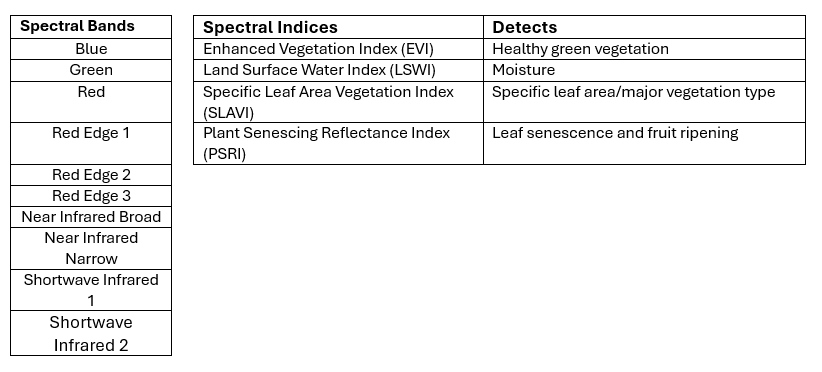 Spectral Bands
Blue
Green
Red
Red Edge 1
Red Edge 2
Red Edge 3
Near Infrared Broad
Near Infrared
Narrow
Shortwave Infrared
1
Shortwave
Infrared 2
Spectral Indices Detects
Enhanced Vegetation Index (EVI) Healthy green vegetation
Land Surface Water Index (LSWI) Moisture
Specific Leaf Area Vegetation Index Specific leaf area/major vegetation type
(SLAVI)
Plant Senescing Reflectance Index Leaf senescence and fruit ripening
(PSRI)